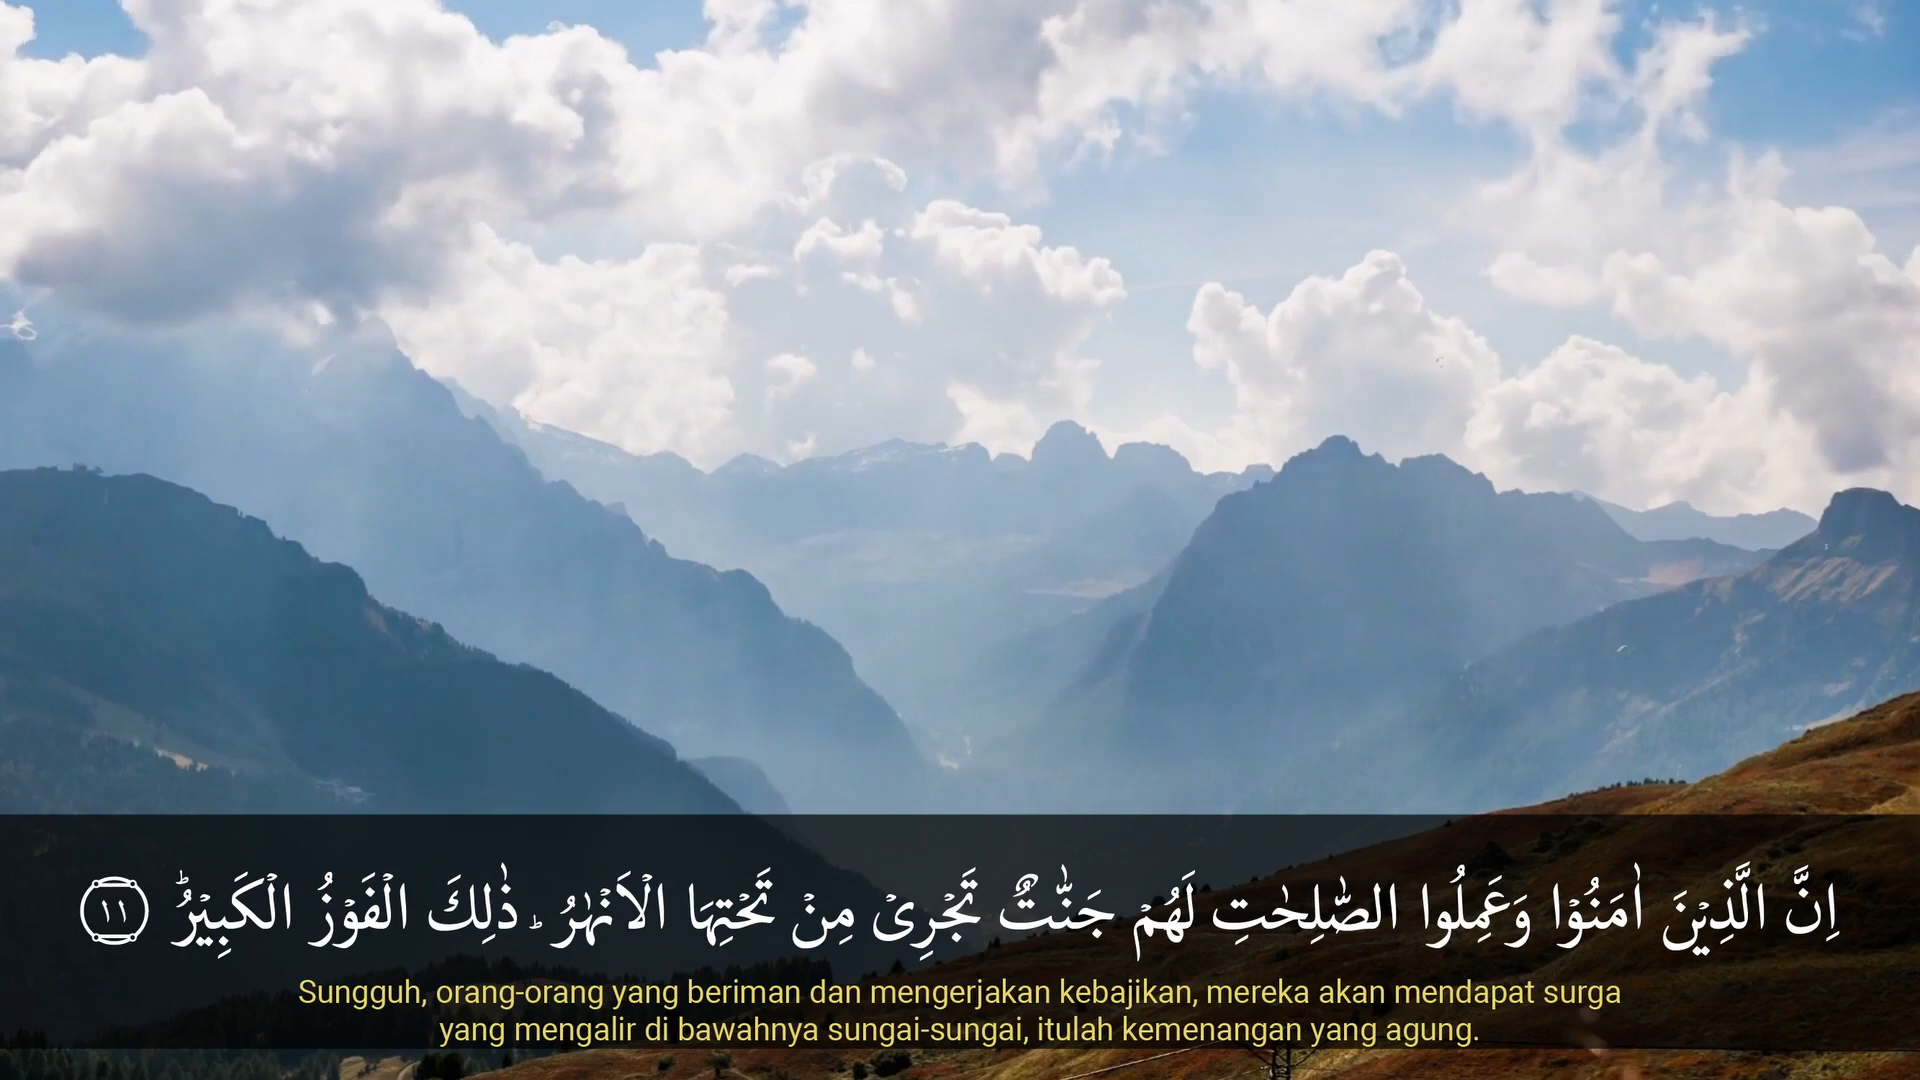 اِنَّ الَّذِيْنَ اٰمَنُوْا وَعَمِلُوا الصّٰلِحٰتِ لَهُمْ جَنّٰتٌ تَجْرِيْ مِنْ تَحْتِهَا الْاَنْهٰرُ ۗ ذٰلِكَ الْفَوْزُ الْكَبِيْرُۗ ١١
Sungguh, orang-orang yang beriman dan mengerjakan kebajikan, mereka akan mendapat surga
yang mengalir di bawahnya sungai-sungai, itulah kemenangan yang agung.